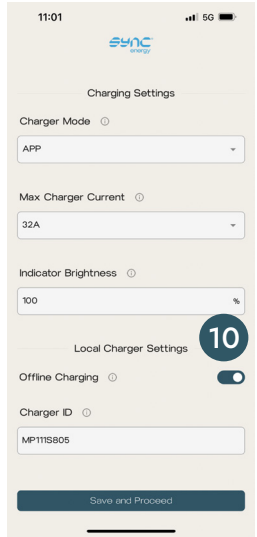 11:01
5G
sync
energy
Charging Settings
Charger Mode
APP
Max Charger Current
32A
Indicator Brightness
100 %
10
Local Charger Settings
Offline Charging
Charger ID
MP111S805
Save and Proceed